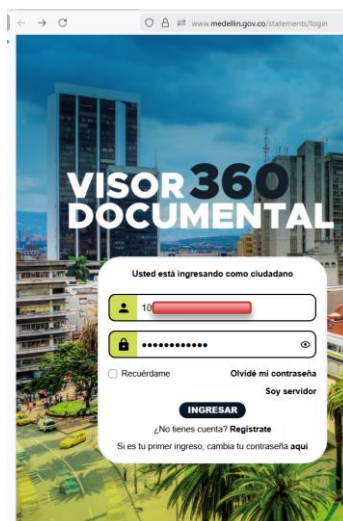 www.medellin.gov.co/statements/login
VISOR 360
DOCUMENTAL
Usted está ingresando como ciudadano
10
••••••••••••
Recuérdame
Olvidé mi contraseña
Soy servidor
INGRESAR
¿No tienes cuenta? Registrate
Si es tu primer ingreso, cambia tu contraseña aquí